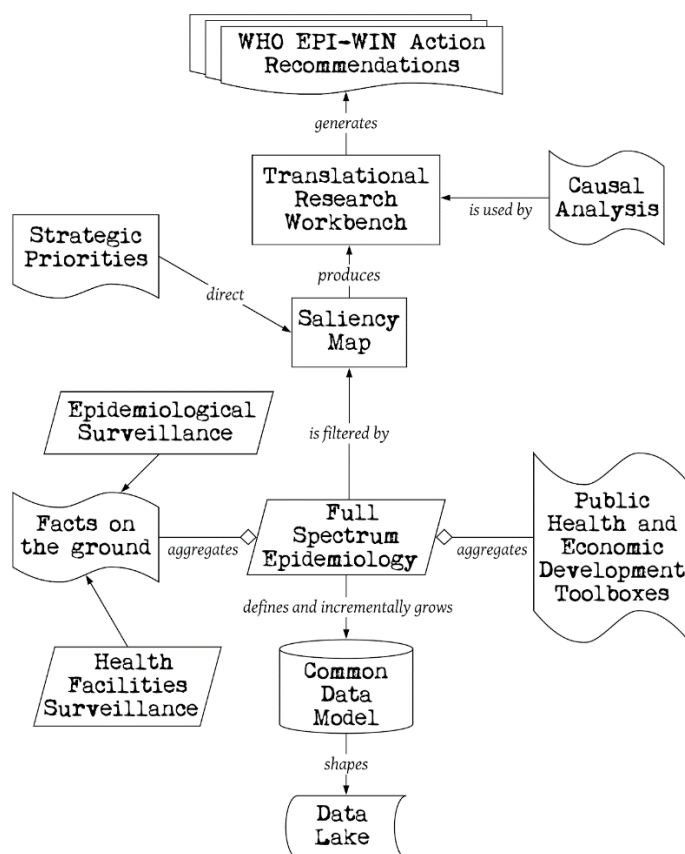 WHO EPI-WIN Action
Recommendations
generates
Translational
Research
Workbench
is used by
Causal
Analysis
Strategic
Priorities
produces
direct
Saliency
Map
Epidemiological
Surveillance
is filtered by
Facts on
the ground
aggregates
Full
Spectrum
Epidemiology
aggregates
Public
Health and
Economic
Development
Toolboxes
defines and incrementally grows
Health
Facilities
Surveillance
Common
Data
Model
shapes
Data
Lake